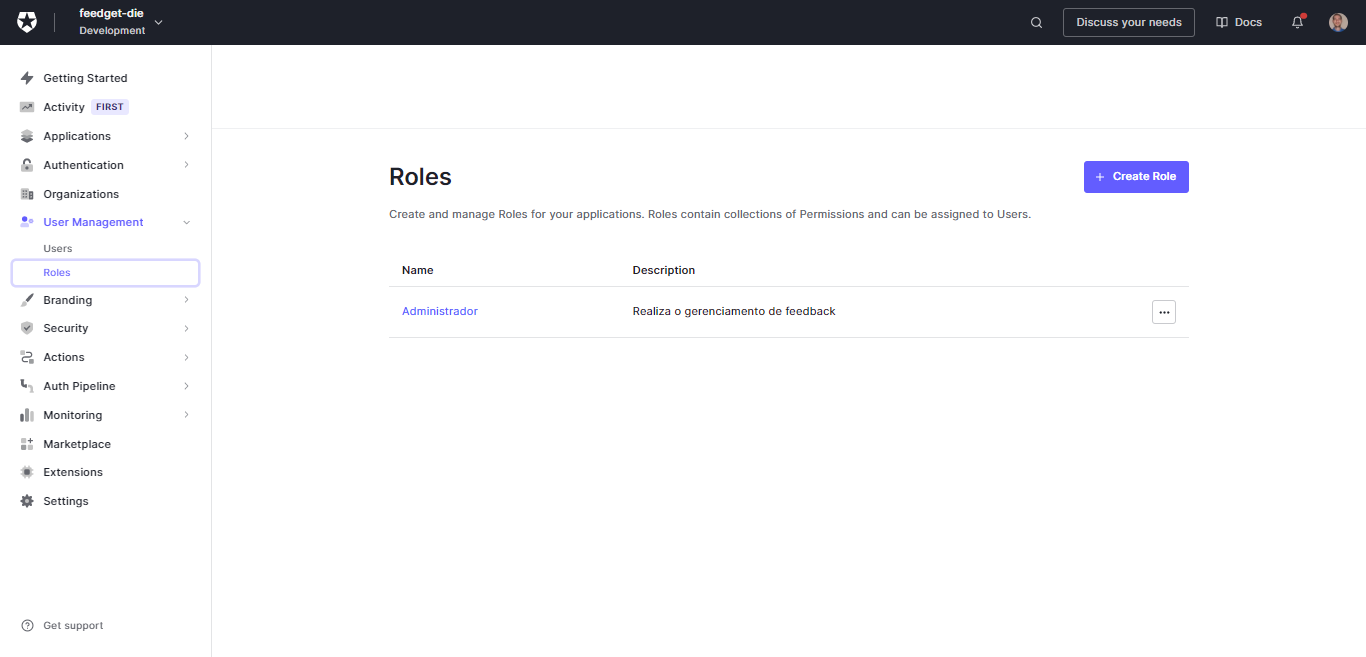 feedget-die
Development
Discuss your needs
Docs
Getting Started
Activity FIRST
Applications
Authentication
Organizations
User Management
Users
Roles
Branding
Security
Actions
Auth Pipeline
Monitoring
Marketplace
Extensions
Settings
Get support
Roles
+ Create Role
Create and manage Roles for your applications. Roles contain collections of Permissions and can be assigned to Users.
Name Description
Administrador Realiza o gerenciamento de feedback